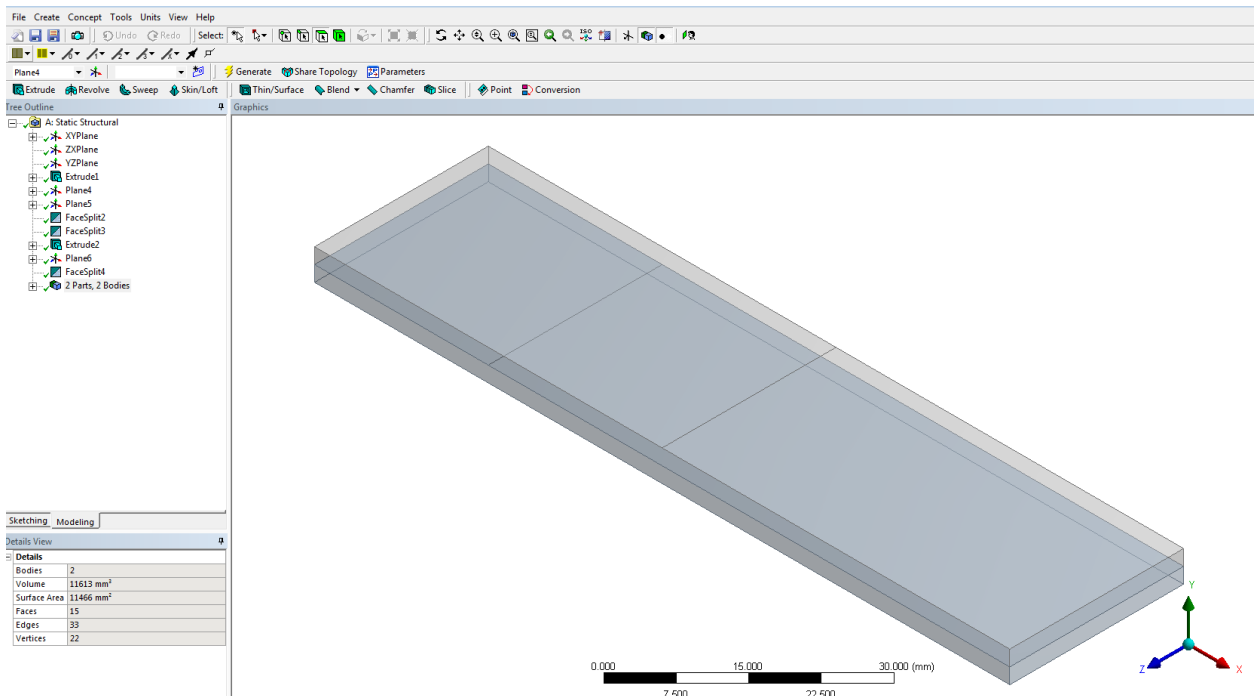 File Create Concept Tools Units View Help
Undo Redo Select: ISO
Plane4 Generate Share Topology Parameters
Extrude Revolve Sweep Skin/Loft Thin/Surface Blend Chamfer Slice Point Conversion
Tree Outline Graphics
A: Static Structural
XYPlane
ZXPlane
YZPlane
Extrude1
Plane4
Plane5
FaceSplit2
FaceSplit3
Extrude2
Plane6
FaceSplit4
2 Parts, 2 Bodies
Sketching Modeling
Details View
Details
Bodies 2
Volume 11613 mm³
Surface Area 11466 mm²
Faces 15
Edges 33
Vertices 22
0.000 15.000 30.000 (mm)
7.500 22.500
Y
Z X